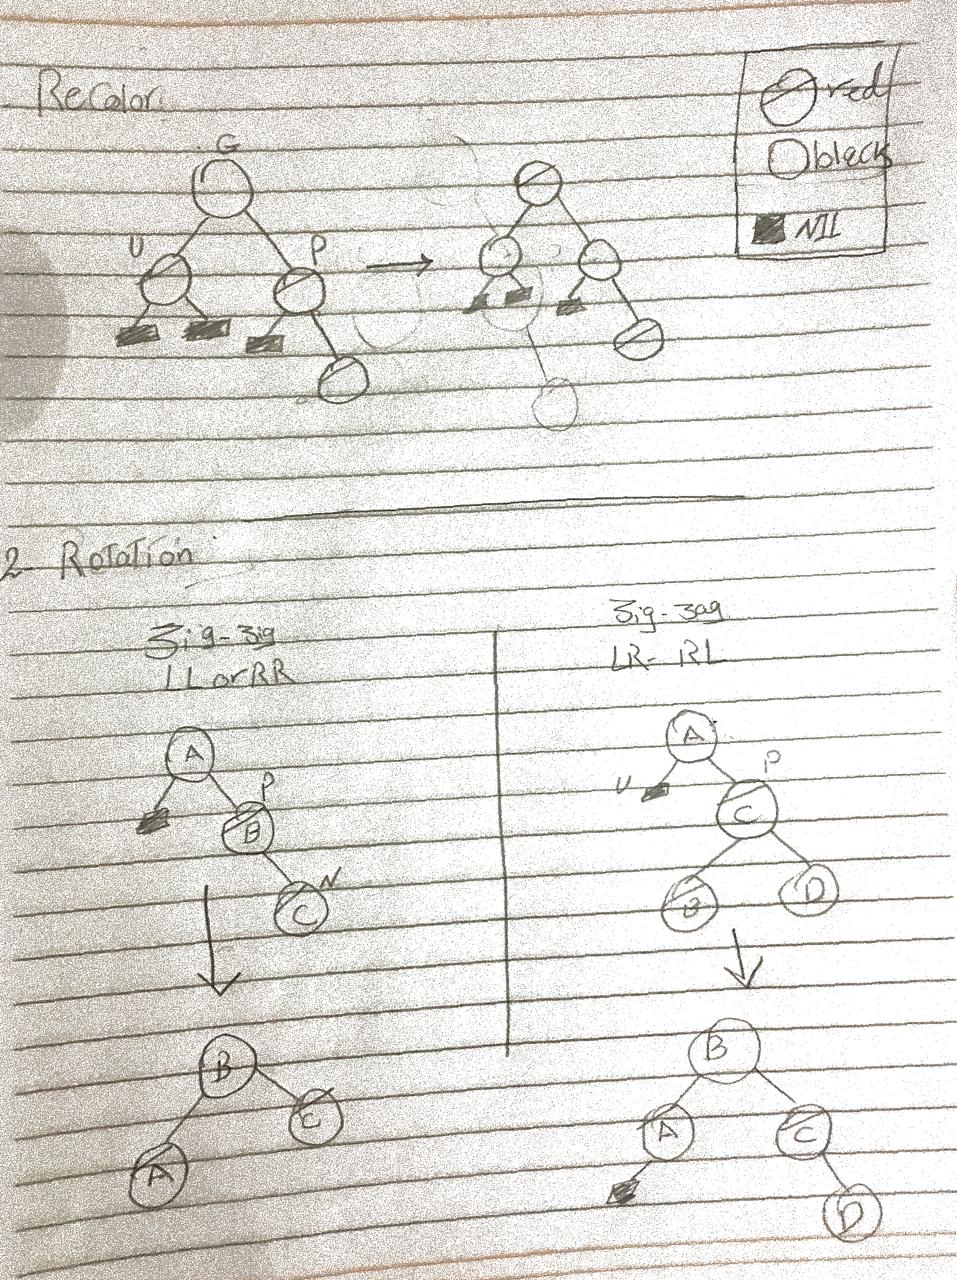 ReColor:
red
black
NIL
G
U
P
2- Rotation
Zig-zig
LL or RR
Zig-zag
LR- RL
A
P
B
N
C
A
P
U
C
B
D
B
C
A
B
A
C
D